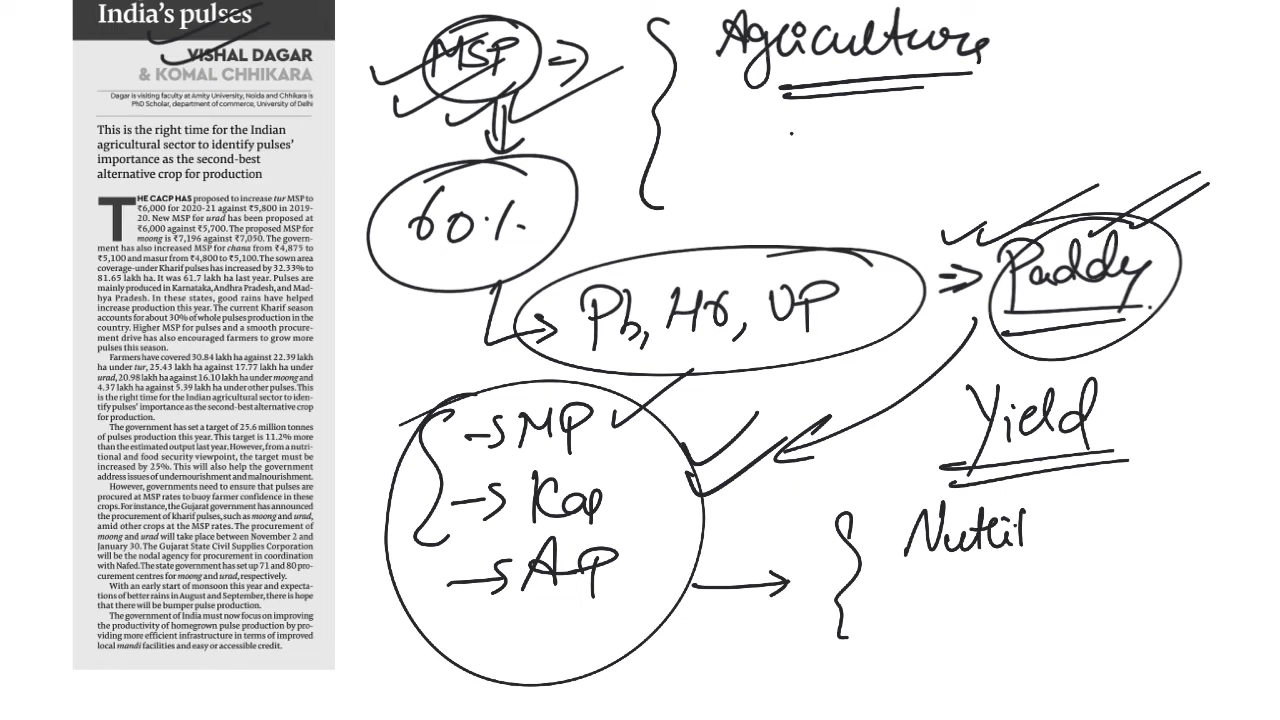 India's pulses
VISHAL DAGAR
& KOMAL CHHIKARA
Dagar is visiting faculty at Amity University, Noida and Chhikara is
PhD Scholar, department of commerce, University of Delhi
This is the right time for the Indian
agricultural sector to identify pulses'
importance as the second-best
alternative crop for production
THE CACP HAS proposed to increase tur MSP to
₹6,000 for 2020-21 against ₹5,800 in 2019-
20. New MSP for urad has been proposed at
₹6,000 against ₹5,700. The proposed MSP for
moong is ₹7,196 against ₹7,050. The govern-
ment has also increased MSP for chana from ₹4,875 to
₹5,100 and masur from ₹4,800 to ₹5,100. The sown area
coverage-under Kharif pulses has increased by 32.33% to
81.65 lakh ha. It was 61.7 lakh ha last year. Pulses are
mainly produced in Karnataka, Andhra Pradesh, and Mad-
hya Pradesh. In these states, good rains have helped
increase production this year. The current Kharif season
accounts for about 30% of whole pulses production in the
country. Higher MSP for pulses and a smooth procure-
ment drive has also encouraged farmers to grow more
pulses this season.
Farmers have covered 30.84 lakh ha against 22.39 lakh
ha under tur, 25.43 lakh ha against 17.77 lakh ha under
urad, 20.98 lakh ha against 16.10 lakh ha under moong and
4.37 lakh ha against 5.39 lakh ha under other pulses. This
is the right time for the Indian agricultural sector to iden-
tify pulses' importance as the second-best alternative crop
for production.
The government has set a target of 25.6 million tonnes
of pulses production this year. This target is 11.2% more
than the estimated output last year. However, from a nutri-
tional and food security viewpoint, the target must be
increased by 25%. This will also help the government
address issues of undernourishment and malnourishment.
However, governments need to ensure that pulses are
procured at MSP rates to buoy farmer confidence in these
crops. For instance, the Gujarat government has announced
the procurement of kharif pulses, such as moong and urad,
amid other crops at the MSP rates. The procurement of
moong and urad will take place between November 2 and
January 30. The Gujarat State Civil Supplies Corporation
will be the nodal agency for procurement in coordination
with Nafed. The state government has set up 71 and 80 pro-
curement centres for moong and urad, respectively.
With an early start of monsoon this year and expecta-
tions of better rains in August and September, there is hope
that there will be bumper pulse production.
The government of India must now focus on improving
the productivity of homegrown pulse production by pro-
viding more efficient infrastructure in terms of improved
local mandi facilities and easy or accessible credit.
MSP => Agriculture
60%
Pb, Hr, UP => Paddy
MP
Yield
Kap
Nutri
AP